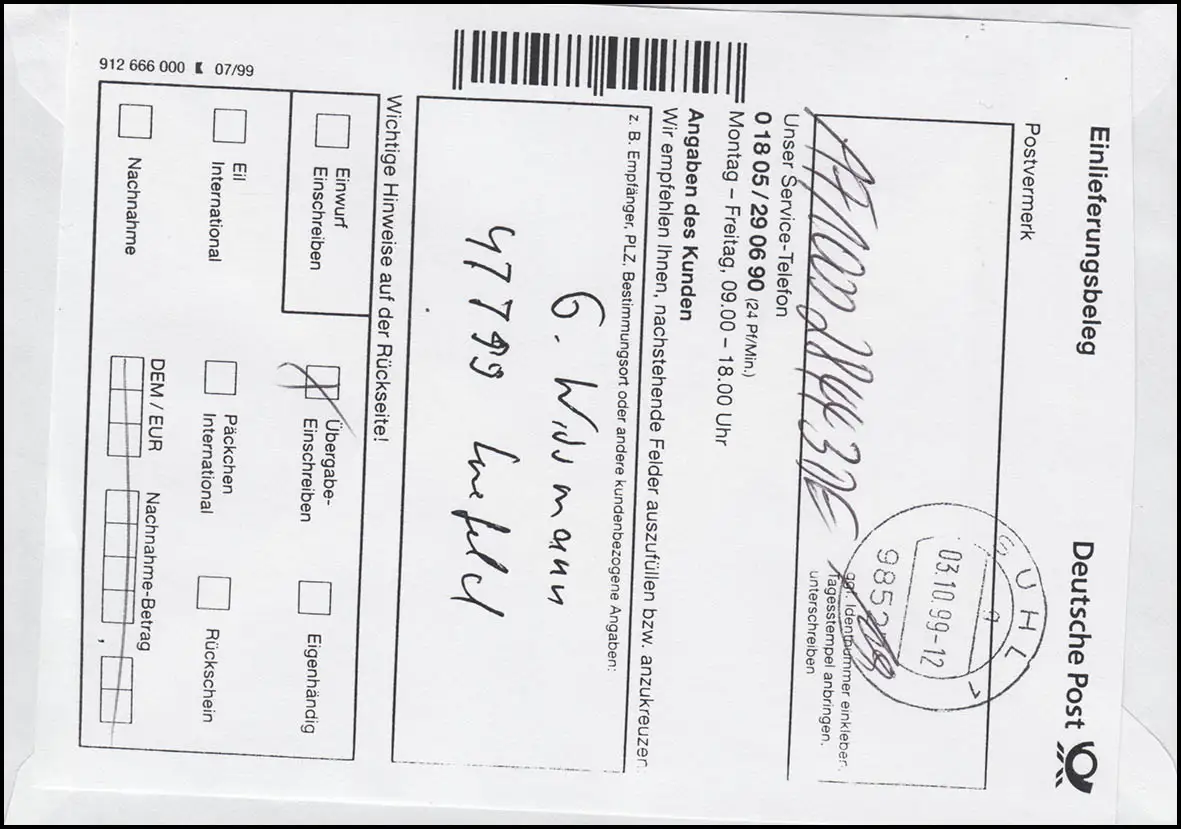 Einlieferungsbeleg
Deutsche Post
Postvermerk
SUHL 1
a
03.10.99-12
98527
ggf. Identnummer einkleben,
Tagesstempel anbringen,
unterschreiben
Unser Service-Telefon
0 18 05 / 29 06 90 (24 Pf/Min.)
Montag – Freitag, 09.00 – 18.00 Uhr
Angaben des Kunden
Wir empfehlen Ihnen, nachstehende Felder auszufüllen bzw. anzukreuzen
z. B. Empfänger, PLZ, Bestimmungsort oder andere kundenbezogene Angaben:
G. Widmann
47799
Wichtige Hinweise auf der Rückseite!
Einwurf
Einschreiben
Übergabe-
Einschreiben
Eigenhändig
Eil
International
Päckchen
International
Rückschein
Nachnahme
DEM / EUR
Nachnahme-Betrag
,
912 666 000 07/99